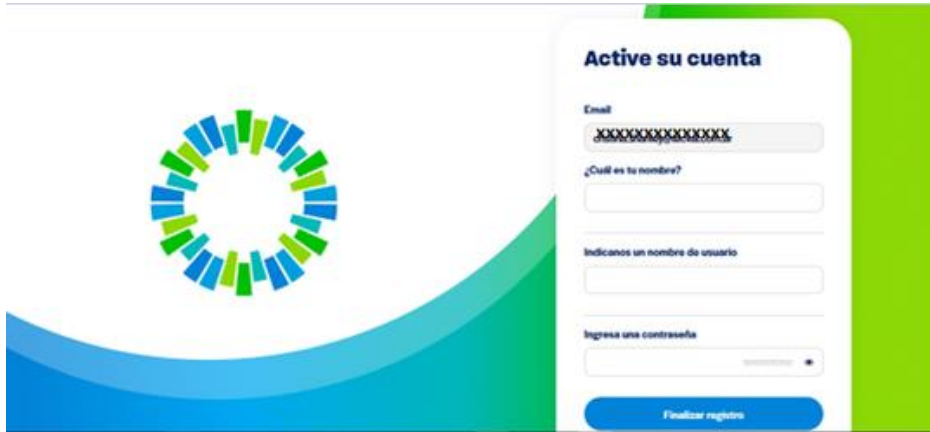 Active su cuenta
Email
XXXXXXXXXXXXXX
¿Cuál es tu nombre?
Indicanos un nombre de usuario
Ingresa una contraseña
Finalizar registro